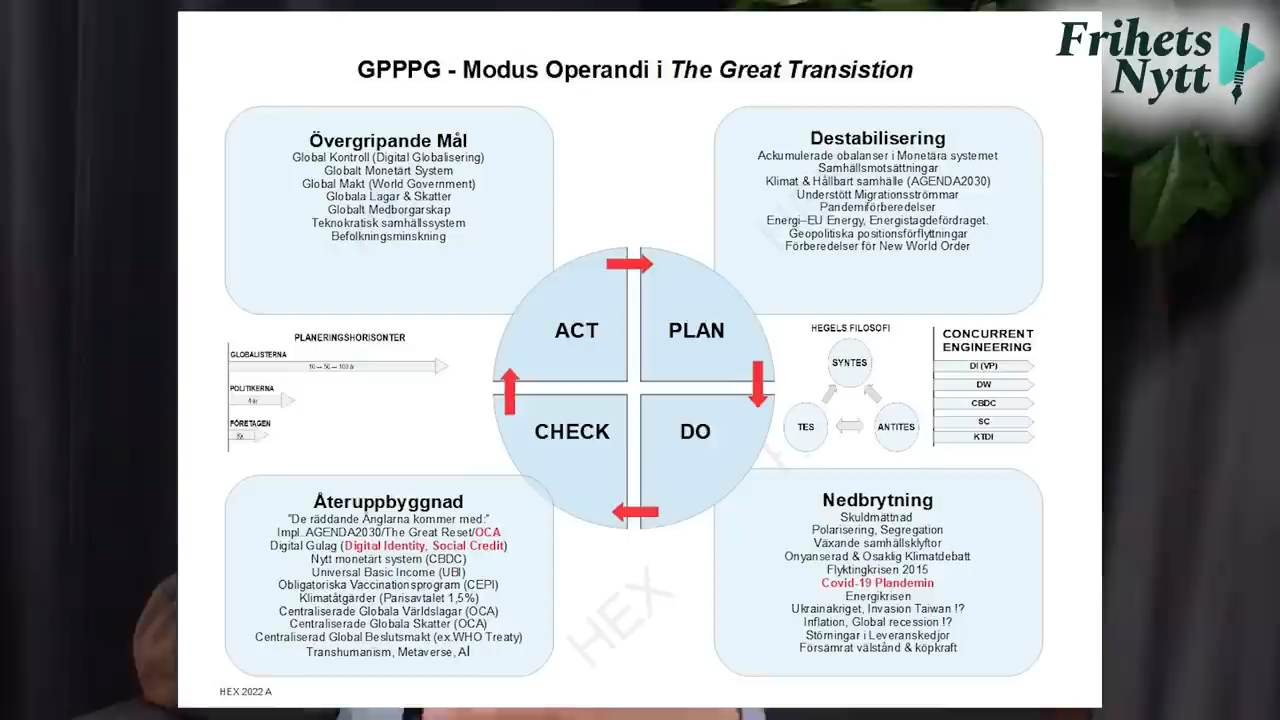 Frihets
Nytt
GPPPG - Modus Operandi i The Great Transistion
Övergripande Mål
Global Kontroll (Digital Globalisering)
Globalt Monetärt System
Global Makt (World Government)
Globala Lagar & Skatter
Globalt Medborgarskap
Teknokratisk samhällssystem
Befolkningsminskning
Destabilisering
Ackumulerade obalanser i Monetära systemet
Samhällsmotsättningar
Klimat & Hållbart samhälle (AGENDA2030)
Understött Migrationsströmmar
Pandemiförberedelser
Energi–EU Energy, Energistagdefördraget.
Geopolitiska positionsförflyttningar
Förberedelser för New World Order
ACT
PLAN
CHECK
DO
PLANERINGSHORISONTER
GLOBALISTERNA
10 — 50 — 100 år
POLITIKERNA
4 år
FÖRETAGEN
HEGELS FILOSOFI
SYNTES
TES
ANTITES
CONCURRENT
ENGINEERING
DI (VP)
DW
CBDC
SC
KTDI
Återuppbyggnad
"De räddande Änglarna kommer med:"
Impl. AGENDA2030/The Great Reset/OCA
Digital Gulag (Digital Identity, Social Credit)
Nytt monetärt system (CBDC)
Universal Basic Income (UBI)
Obligatoriska Vaccinationsprogram (CEPI)
Klimatåtgärder (Parisavtalet 1,5%)
Centraliserade Globala Världslagar (OCA)
Centraliserade Globala Skatter (OCA)
Centraliserad Global Beslutsmakt (ex.WHO Treaty)
Transhumanism, Metaverse, AI
Nedbrytning
Skuldmättnad
Polarisering, Segregation
Växande samhällsklyftor
Onyanserad & Osaklig Klimatdebatt
Flyktingkrisen 2015
Covid-19 Plandemin
Energikrisen
Ukrainakriget, Invasion Taiwan !?
Inflation, Global recession !?
Störningar i Leveranskedjor
Försämrat välstånd & köpkraft
HEX
HEX 2022 A